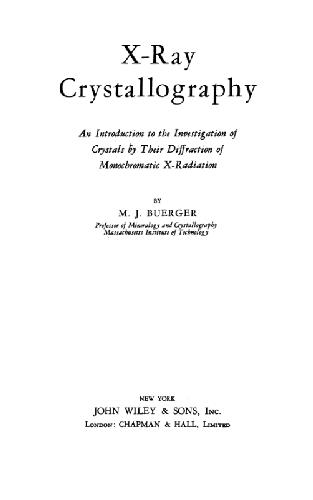 X-Ray
Crystallography
An Introduction to the Investigation of
Crystals by Their Diffraction of
Monochromatic X-Radiation
BY
M. J. BUERGER
Professor of Mineralogy and Crystallography
Massachusetts Institute of Technology
NEW YORK
JOHN WILEY & SONS, INC.
LONDON: CHAPMAN & HALL, LIMITED